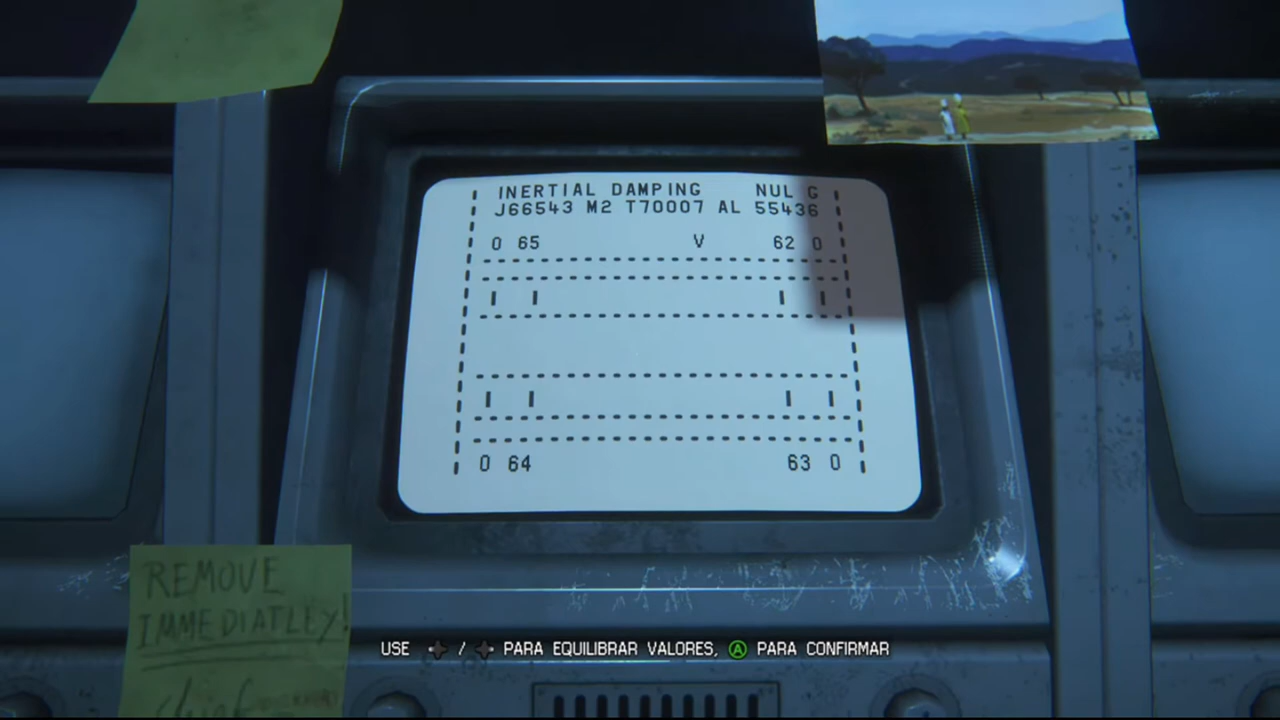 INERTIAL DAMPING NUL G
J66543 M2 T70007 AL 55436
0 65 V 62 0
0 64 63 0
REMOVE
IMMEDIATLEY!
USE / PARA EQUILIBRAR VALORES, A PARA CONFIRMAR